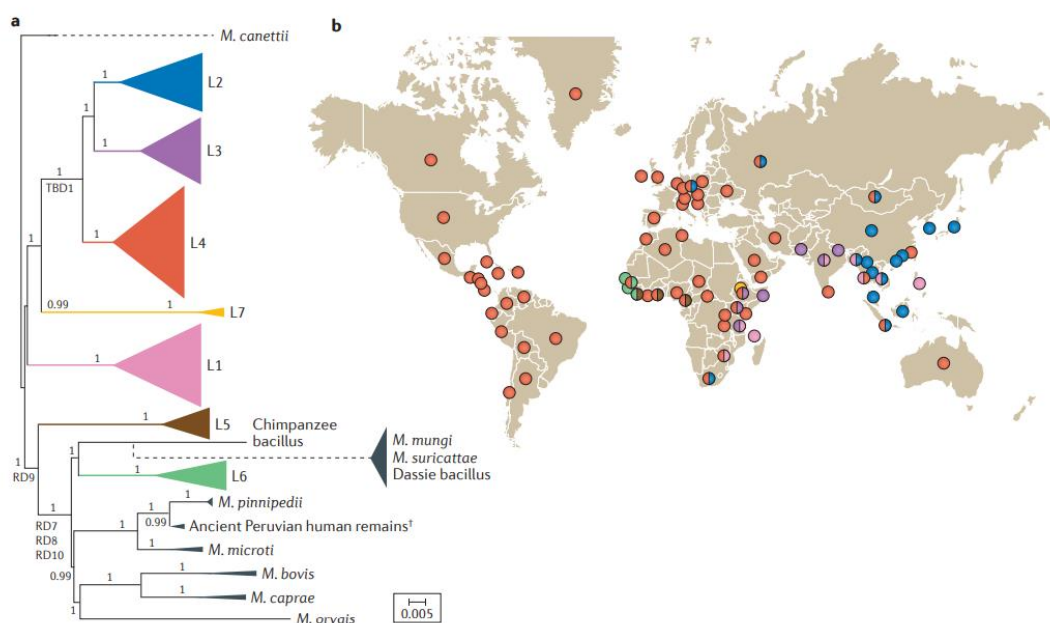 a
b
M. canettii
1
L2
1
1
L3
1
TBD1
L4
1
0.99
1
L7
1
L1
1
L5
Chimpanzee
bacillus
M. mungi
M. suricattae
Dassie bacillus
1
1
1
L6
RD9
1
M. pinnipedii
1
0.99
Ancient Peruvian human remains†
RD7
RD8
RD10
1
1
M. microti
0.99
1
M. bovis
1
1
M. caprae
1
M. orygis
0.005